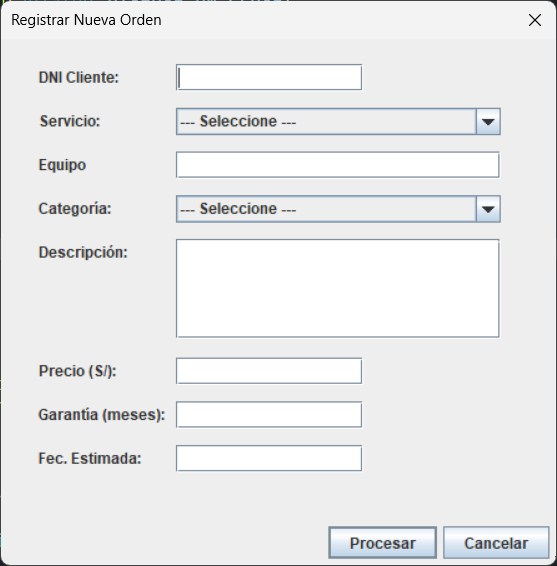 Registrar Nueva Orden
DNI Cliente:
Servicio: --- Seleccione ---
Equipo
Categoría: --- Seleccione ---
Descripción:
Precio (S/):
Garantía (meses):
Fec. Estimada:
Procesar Cancelar